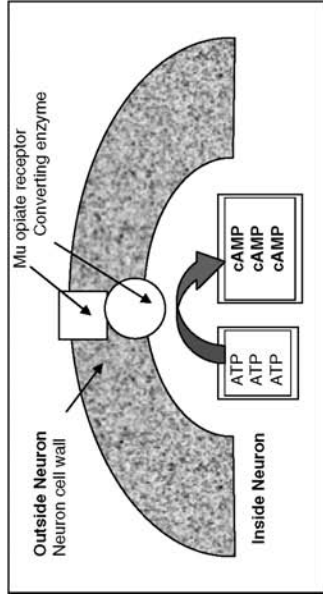 Mu opiate receptor
Converting enzyme
Outside Neuron
Neuron cell wall
ATP
ATP
ATP
cAMP
cAMP
cAMP
Inside Neuron